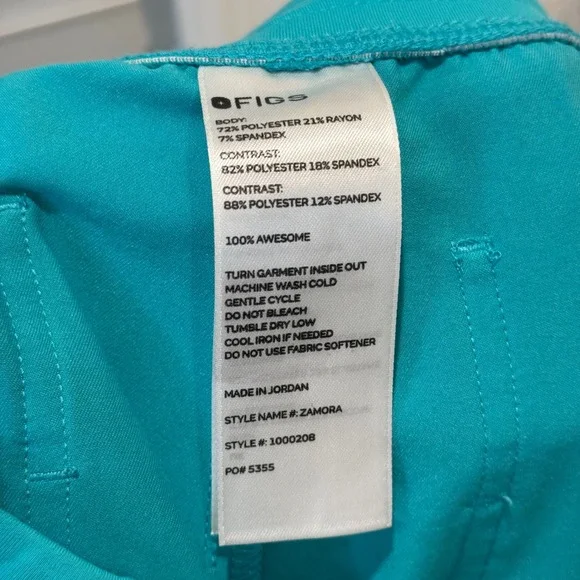 FIGS
BODY:
72% POLYESTER 21% RAYON
7% SPANDEX
CONTRAST:
82% POLYESTER 18% SPANDEX
CONTRAST:
88% POLYESTER 12% SPANDEX
100% AWESOME
TURN GARMENT INSIDE OUT
MACHINE WASH COLD
GENTLE CYCLE
DO NOT BLEACH
TUMBLE DRY LOW
COOL IRON IF NEEDED
DO NOT USE FABRIC SOFTENER
MADE IN JORDAN
STYLE NAME #: ZAMORA
STYLE #: 1000208
PO# 5355